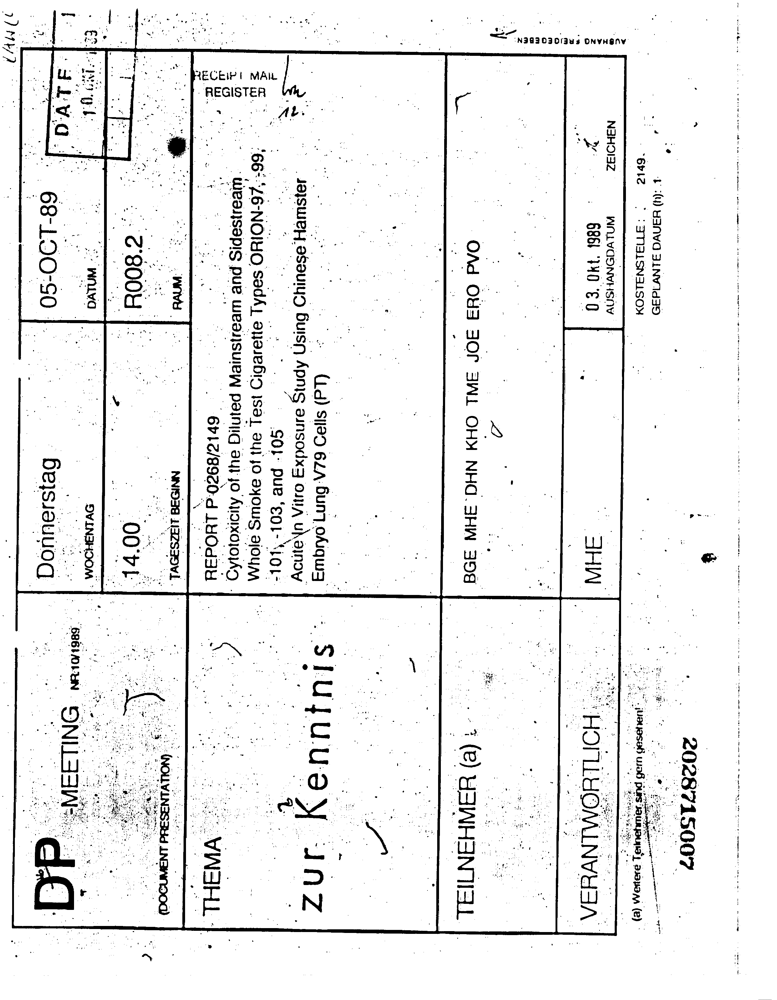 DP -MEETING NR.10/1989
(DOCUMENT PRESENTATION)
Donnerstag
WOCHENTAG
05-OCT-89
DATUM
DATE
14.00
TAGESZEIT BEGINN
R008.2
RAUM
THEMA
zur Kenntnis
RECEIPT MAIL
REGISTER
12.
REPORT P 0268/2149
Cytotoxicity of the Diluted Mainstream and Sidestream
Whole Smoke of the Test Cigarette Types ORION-97, -99,
-101, -103, and -105
Acute In Vitro Exposure Study Using Chinese Hamster
Embryo Lung V79 Cells (PT)
TEILNEHMER (a)
BGE MHE DHN KHO TME JOE ERO PVO
VERANTWORTLICH
MHE
03. Okt. 1989
AUSHANGDATUM
ZEICHEN
(a) Weitere Teilnehmer sind gern gesehen!
KOSTENSTELLE : 2149.
GEPLANTE DAUER (h): 1
AUSHANG FREIGEGEBEN
2028715007